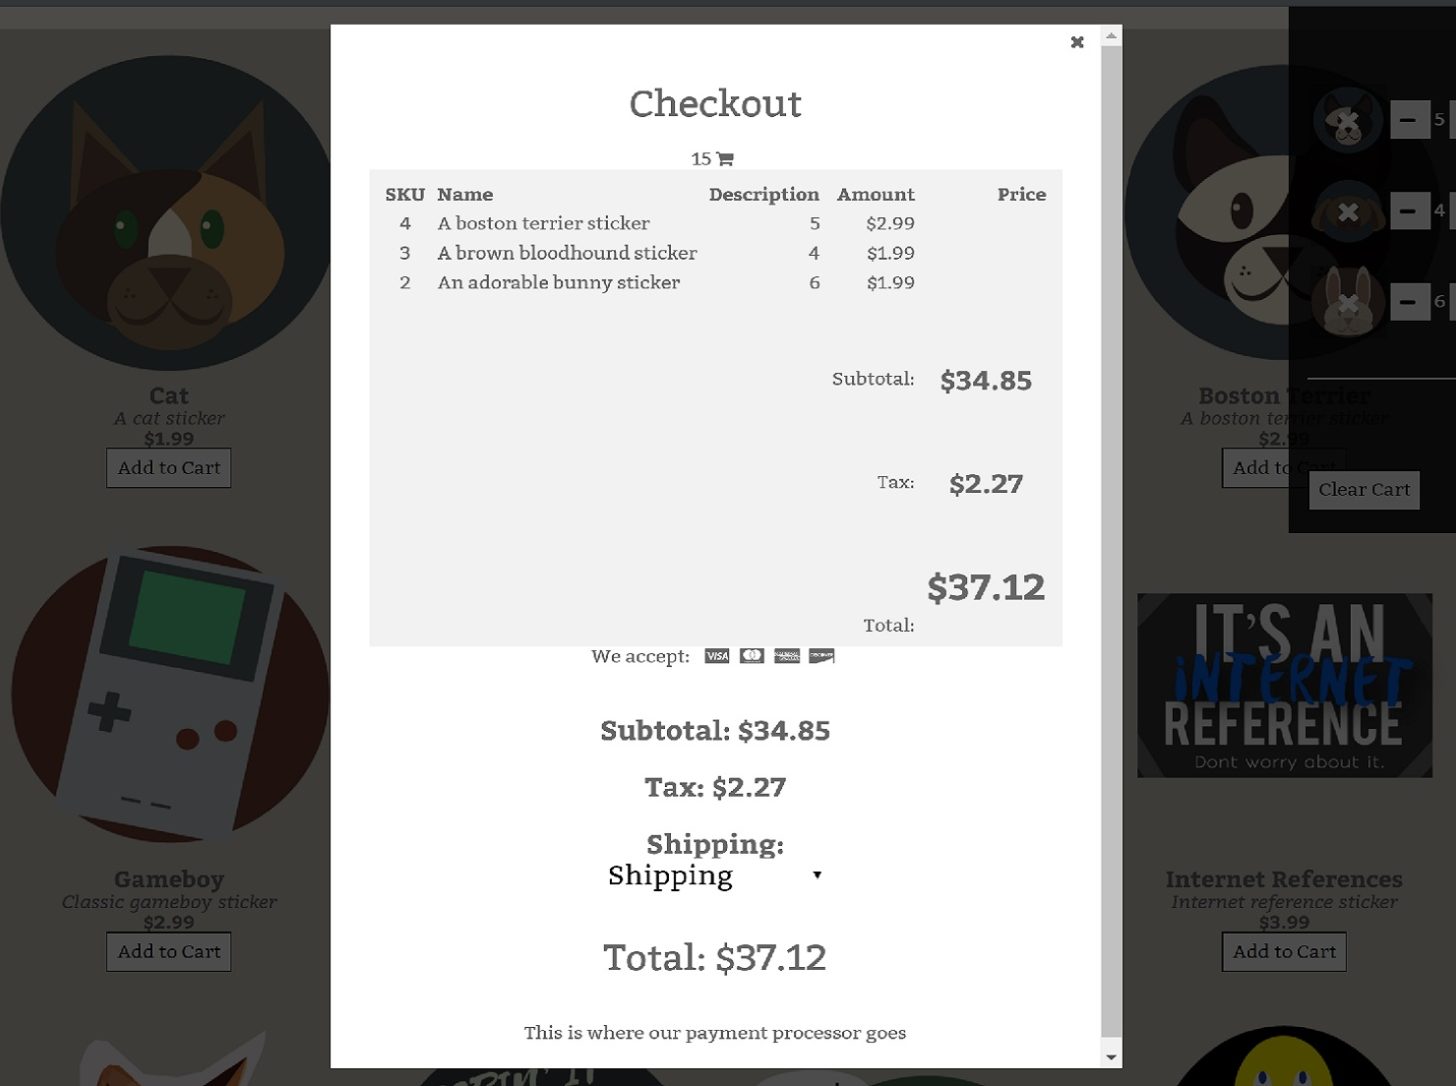 Checkout
15
SKU Name Description Amount Price
4 A boston terrier sticker 5 $2.99
3 A brown bloodhound sticker 4 $1.99
2 An adorable bunny sticker 6 $1.99
Subtotal: $34.85
Tax: $2.27
$37.12
Total:
We accept: VISA
Subtotal: $34.85
Tax: $2.27
Shipping:
Shipping
Total: $37.12
This is where our payment processor goes
Cat
A cat sticker
$1.99
Add to Cart
Gameboy
Classic gameboy sticker
$2.99
Add to Cart
5
4
6
Boston Terrier
A boston terrier sticker
$2.99
Add to Cart
Clear Cart
IT'S AN
INTERNET
REFERENCE
Dont worry about it.
Internet References
Internet reference sticker
$3.99
Add to Cart